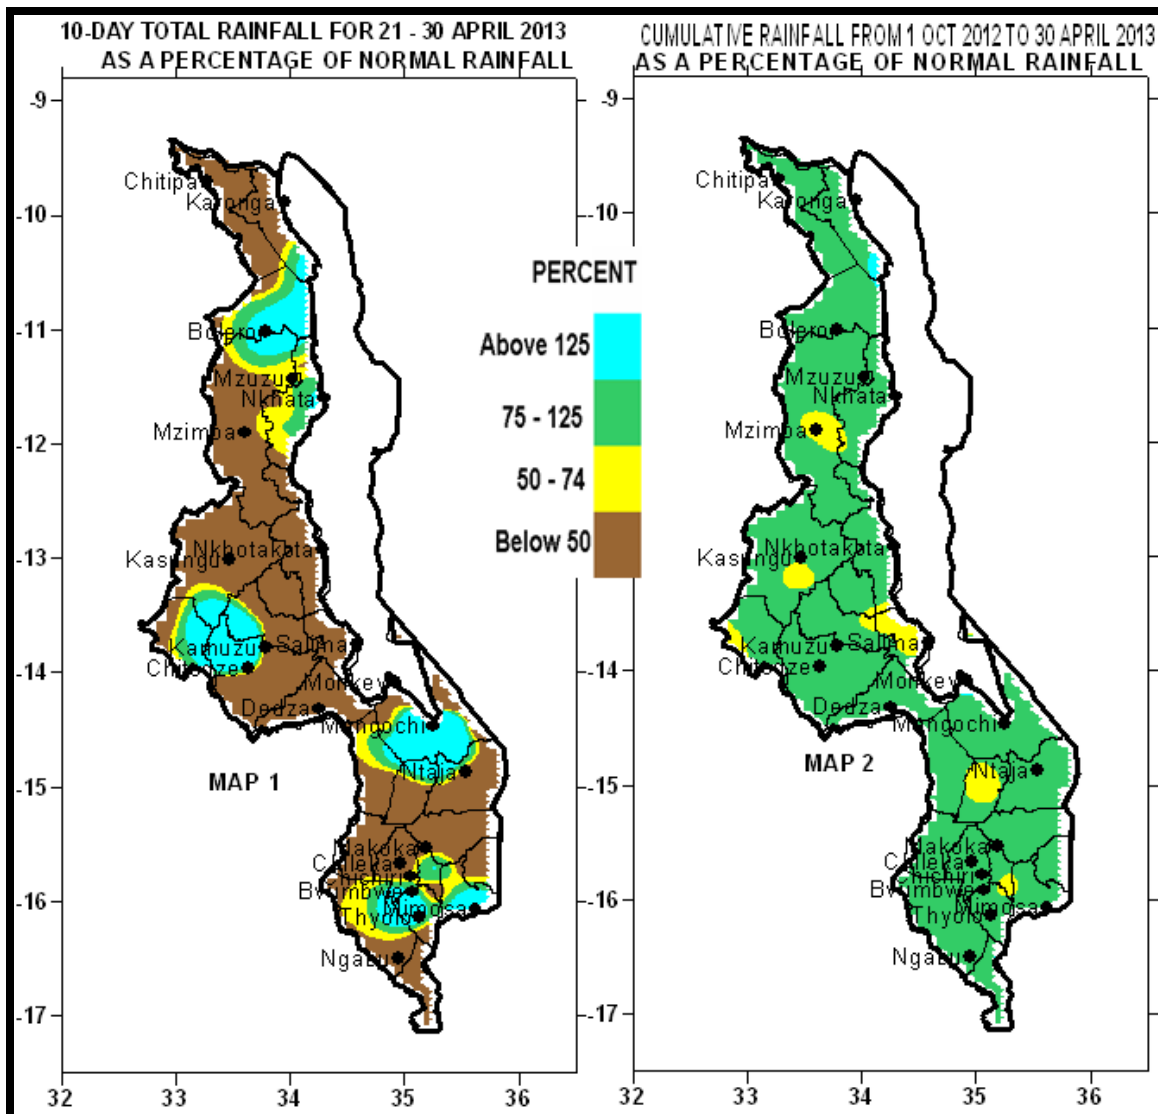 10-DAY TOTAL RAINFALL FOR 21 - 30 APRIL 2013
AS A PERCENTAGE OF NORMAL RAINFALL
-9
-10
-11
-12
-13
-14
-15
-16
-17
Chitipa
Karonga
Bolero
Mzuzu
Nkhata
Mzimba
Nkhotakota
Kasungu
Kamuzu
Salima
Chitedze
Monkey
Dedza
Mangochi
MAP 1
Ntaja
Makoka
Chileka
Chichiri
Bvumbwe
Mimosa
Thyolo
Ngabu
32
33
34
35
36
PERCENT
Above 125
75 - 125
50 - 74
Below 50
CUMULATIVE RAINFALL FROM 1 OCT 2012 TO 30 APRIL 2013
AS A PERCENTAGE OF NORMAL RAINFALL
-9
-10
-11
-12
-13
-14
-15
-16
-17
Chitipa
Karonga
Bolero
Mzuzu
Nkhata
Mzimba
Nkhotakota
Kasungu
Kamuzu
Salima
Chitedze
Monkey
Dedza
Mangochi
MAP 2
Ntaja
Makoka
Chileka
Chichiri
Bvumbwe
Mimosa
Thyolo
Ngabu
32
33
34
35
36